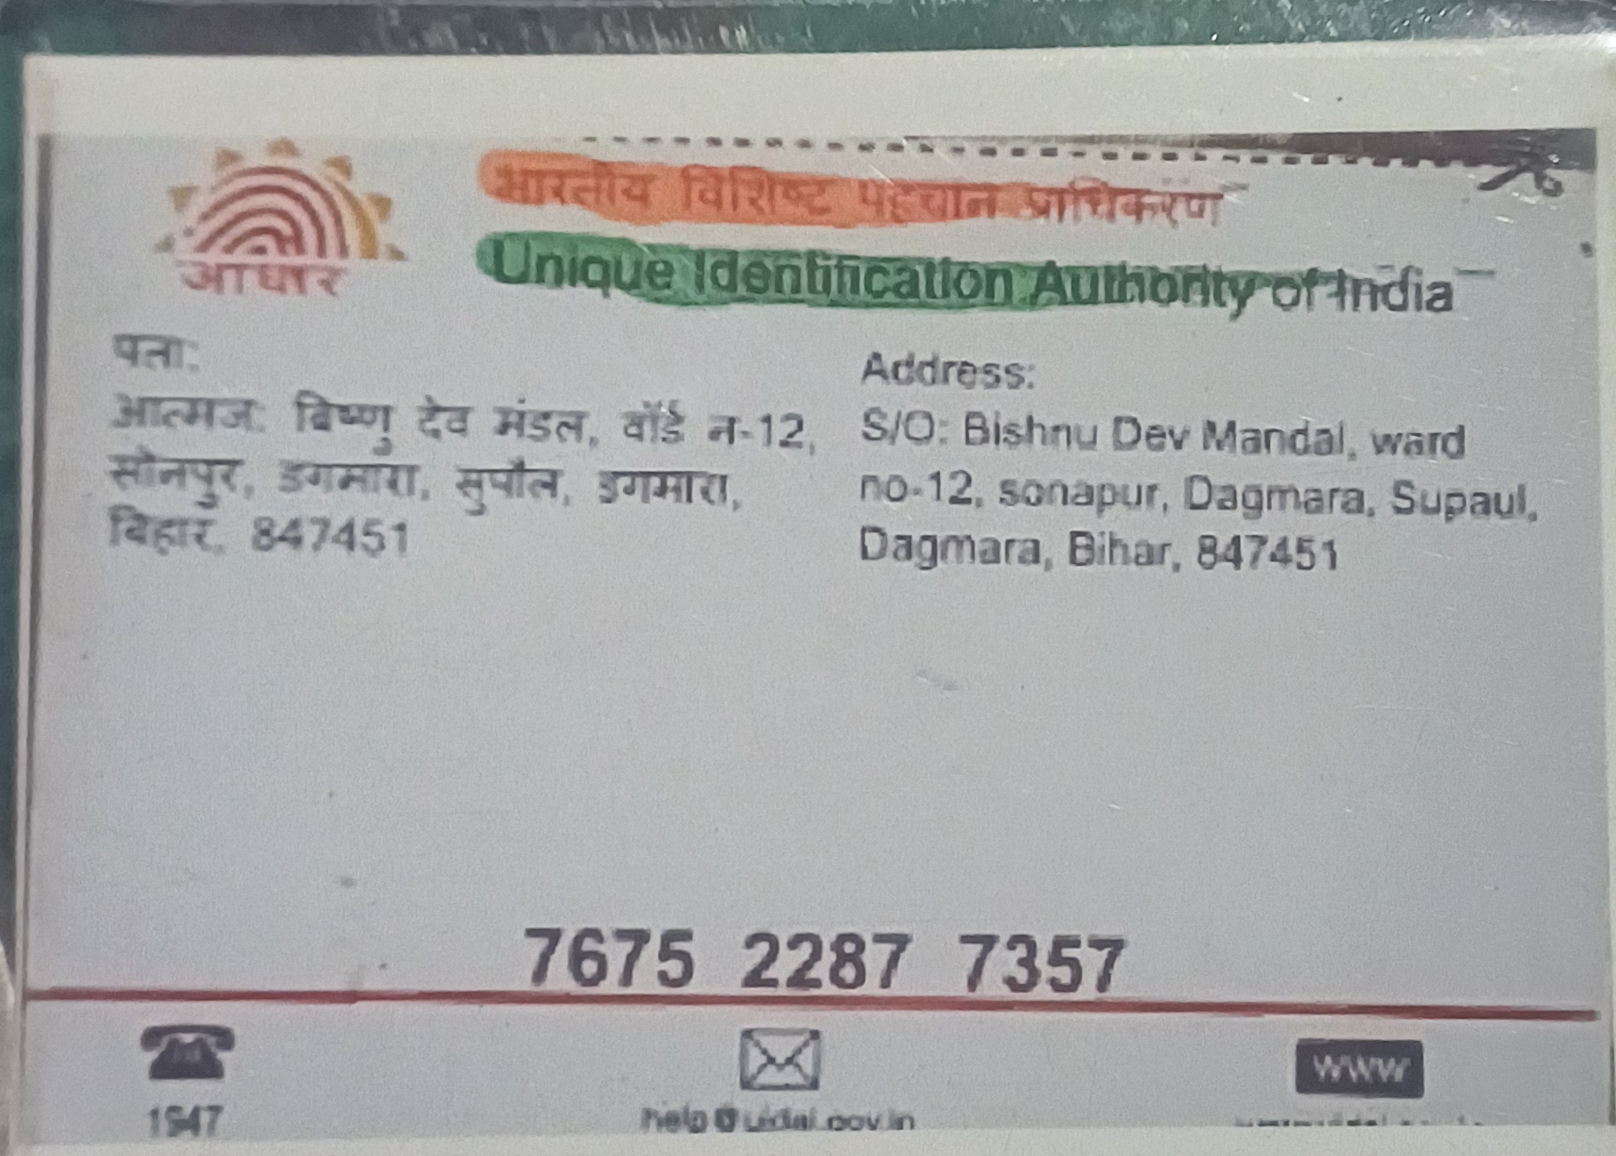 भारतीय विशिष्ट पहचान प्राधिकरण
Unique Identification Authority of India
आधार
पता:
आत्मज: बिष्णु देव मंडल, वॉर्ड न-12,
सोनपुर, डगमारा, सुपौल, डगमारा,
बिहार, 847451
Address:
S/O: Bishnu Dev Mandal, ward
no-12, sonapur, Dagmara, Supaul,
Dagmara, Bihar, 847451
7675 2287 7357
1947
help@uidai.gov.in
WWW